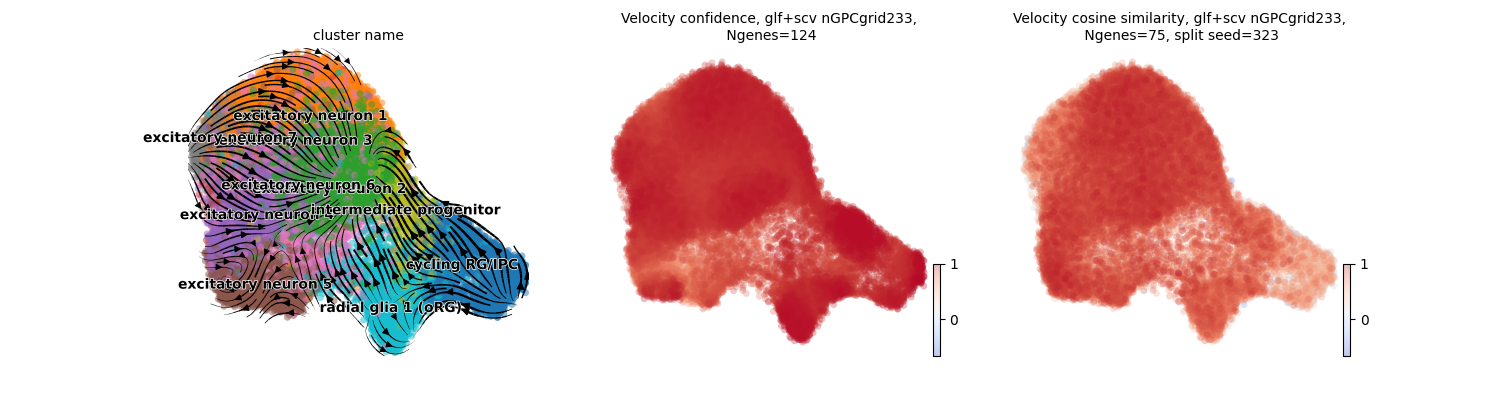 cluster name
excitatory neuron 1
excitatory neuron 7
excitatory neuron 3
excitatory neuron 6
excitatory neuron 2
intermediate progenitor
excitatory neuron 4
cycling RG/IPC
excitatory neuron 5
radial glia 1 (oRG)
Velocity confidence, glf+scv nGPCgrid233,
Ngenes=124
1
0
Velocity cosine similarity, glf+scv nGPCgrid233,
Ngenes=75, split seed=323
1
0